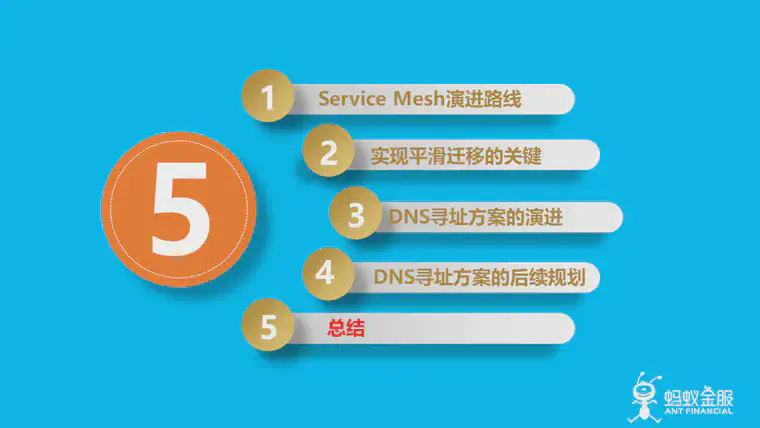 5
1 Service Mesh演进路线
2 实现平滑迁移的关键
3 DNS寻址方案的演进
4 DNS寻址方案的后续规划
5 总结
蚂蚁金服
ANT FINANCIAL